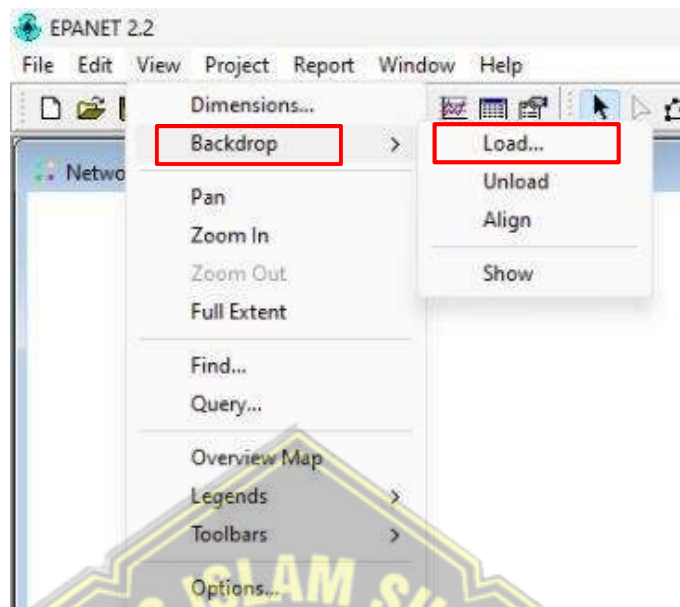 EPANET 2.2
File Edit View Project Report Window Help
Dimensions...
Backdrop
Load...
Unload
Align
Show
Pan
Zoom In
Zoom Out
Full Extent
Find...
Query...
Overview Map
Legends
Toolbars
Options...
ISLAM